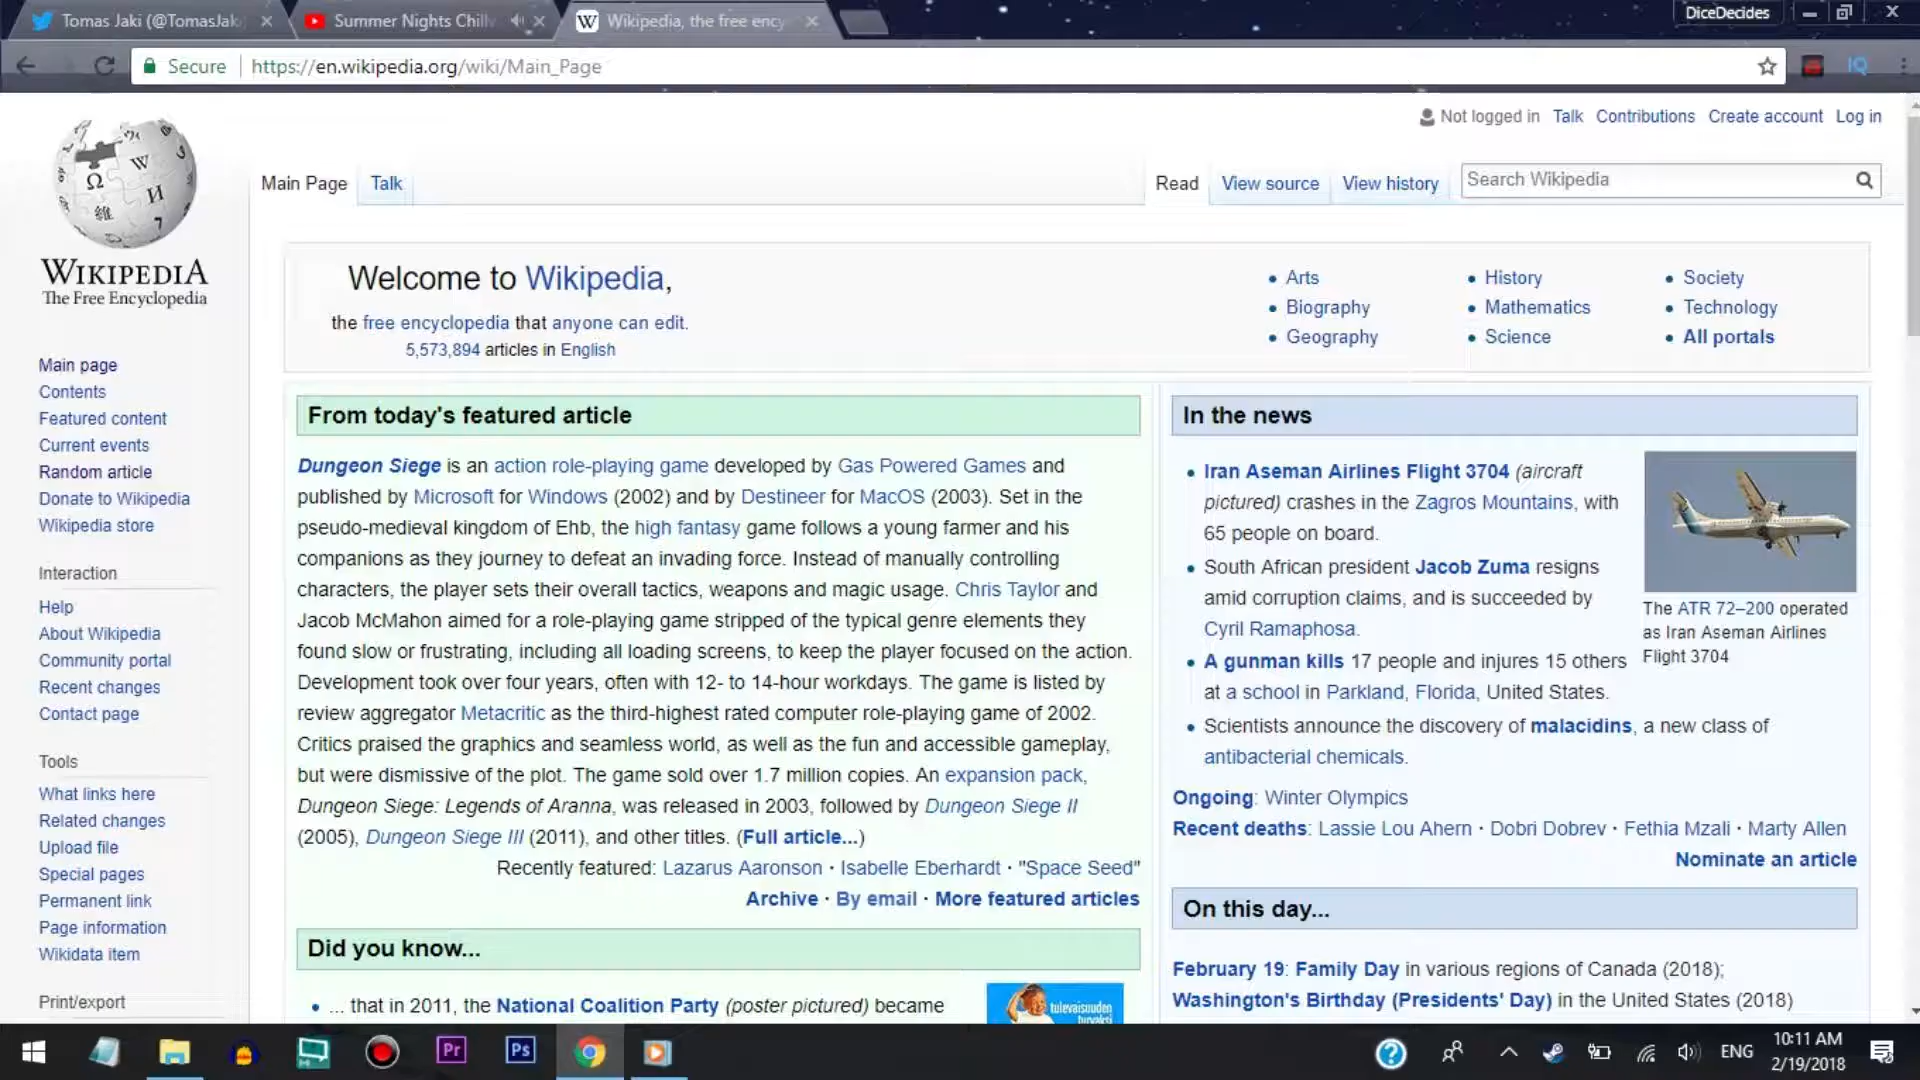 Tomas Jaki (@TomasJak
Summer Nights Chill
Wikipedia, the free ency
DiceDecides
Secure
https://en.wikipedia.org/wiki/Main_Page
IQ
Not logged in Talk Contributions Create account Log in
Main Page Talk
Read View source View history
Search Wikipedia
WIKIPEDIA
The Free Encyclopedia
Main page
Contents
Featured content
Current events
Random article
Donate to Wikipedia
Wikipedia store
Interaction
Help
About Wikipedia
Community portal
Recent changes
Contact page
Tools
What links here
Related changes
Upload file
Special pages
Permanent link
Page information
Wikidata item
Print/export
Welcome to Wikipedia,
the free encyclopedia that anyone can edit.
5,573,894 articles in English
Arts
Biography
Geography
History
Mathematics
Science
Society
Technology
All portals
From today's featured article
Dungeon Siege is an action role-playing game developed by Gas Powered Games and
published by Microsoft for Windows (2002) and by Destineer for MacOS (2003). Set in the
pseudo-medieval kingdom of Ehb, the high fantasy game follows a young farmer and his
companions as they journey to defeat an invading force. Instead of manually controlling
characters, the player sets their overall tactics, weapons and magic usage. Chris Taylor and
Jacob McMahon aimed for a role-playing game stripped of the typical genre elements they
found slow or frustrating, including all loading screens, to keep the player focused on the action.
Development took over four years, often with 12- to 14-hour workdays. The game is listed by
review aggregator Metacritic as the third-highest rated computer role-playing game of 2002.
Critics praised the graphics and seamless world, as well as the fun and accessible gameplay,
but were dismissive of the plot. The game sold over 1.7 million copies. An expansion pack,
Dungeon Siege: Legends of Aranna, was released in 2003, followed by Dungeon Siege II
(2005), Dungeon Siege III (2011), and other titles. (Full article...)
Recently featured: Lazarus Aaronson · Isabelle Eberhardt · "Space Seed"
Archive · By email · More featured articles
Did you know...
... that in 2011, the National Coalition Party (poster pictured) became
tulevaisuuden
turvaksi
In the news
Iran Aseman Airlines Flight 3704 (aircraft
pictured) crashes in the Zagros Mountains, with
65 people on board.
South African president Jacob Zuma resigns
amid corruption claims, and is succeeded by
Cyril Ramaphosa.
A gunman kills 17 people and injures 15 others
at a school in Parkland, Florida, United States.
Scientists announce the discovery of malacidins, a new class of
antibacterial chemicals.
The ATR 72–200 operated
as Iran Aseman Airlines
Flight 3704
Ongoing: Winter Olympics
Recent deaths: Lassie Lou Ahern · Dobri Dobrev · Fethia Mzali · Marty Allen
Nominate an article
On this day...
February 19: Family Day in various regions of Canada (2018);
Washington's Birthday (Presidents' Day) in the United States (2018)
Pr
Ps
ENG
10:11 AM
2/19/2018